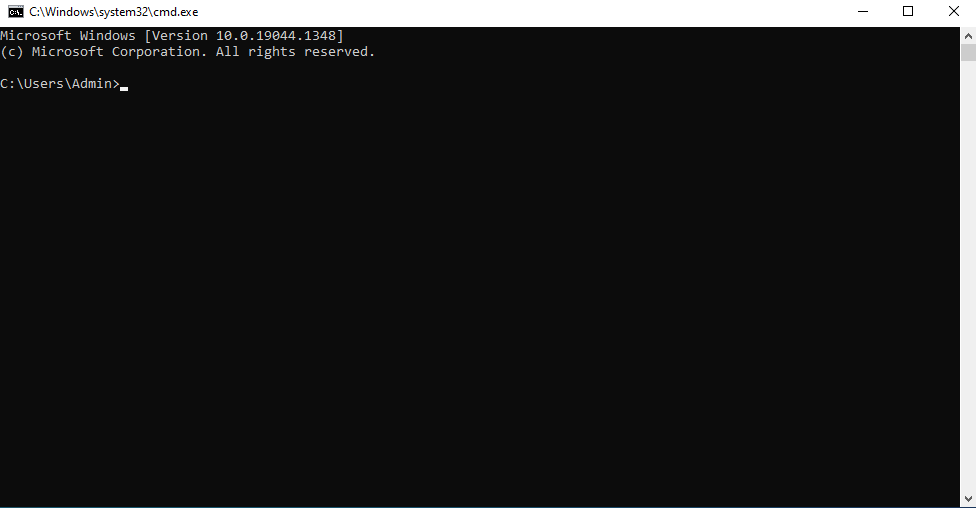 C:\Windows\system32\cmd.exe
Microsoft Windows [Version 10.0.19044.1348]
(c) Microsoft Corporation. All rights reserved.
C:\Users\Admin>